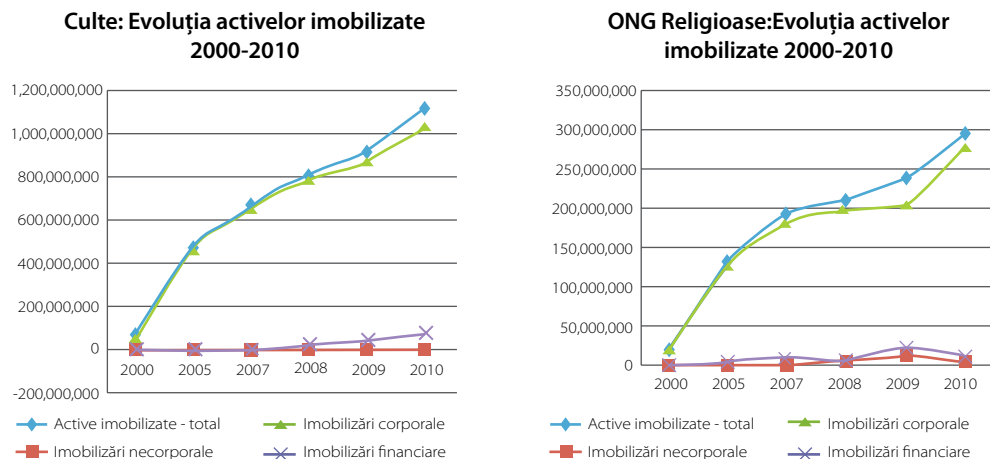 Culte: Evoluția activelor imobilizate
2000-2010
1,200,000,000
1,000,000,000
800,000,000
600,000,000
400,000,000
200,000,000
0
-200,000,000
2000
2005
2007
2008
2009
2010
Active imobilizate - total
Imobilizări corporale
Imobilizări necorporale
Imobilizări financiare
ONG Religioase:Evoluția activelor
imobilizate 2000-2010
350,000,000
300,000,000
250,000,000
200,000,000
150,000,000
100,000,000
50,000,000
0
2000
2005
2007
2008
2009
2010
Active imobilizate - total
Imobilizări corporale
Imobilizări necorporale
Imobilizări financiare